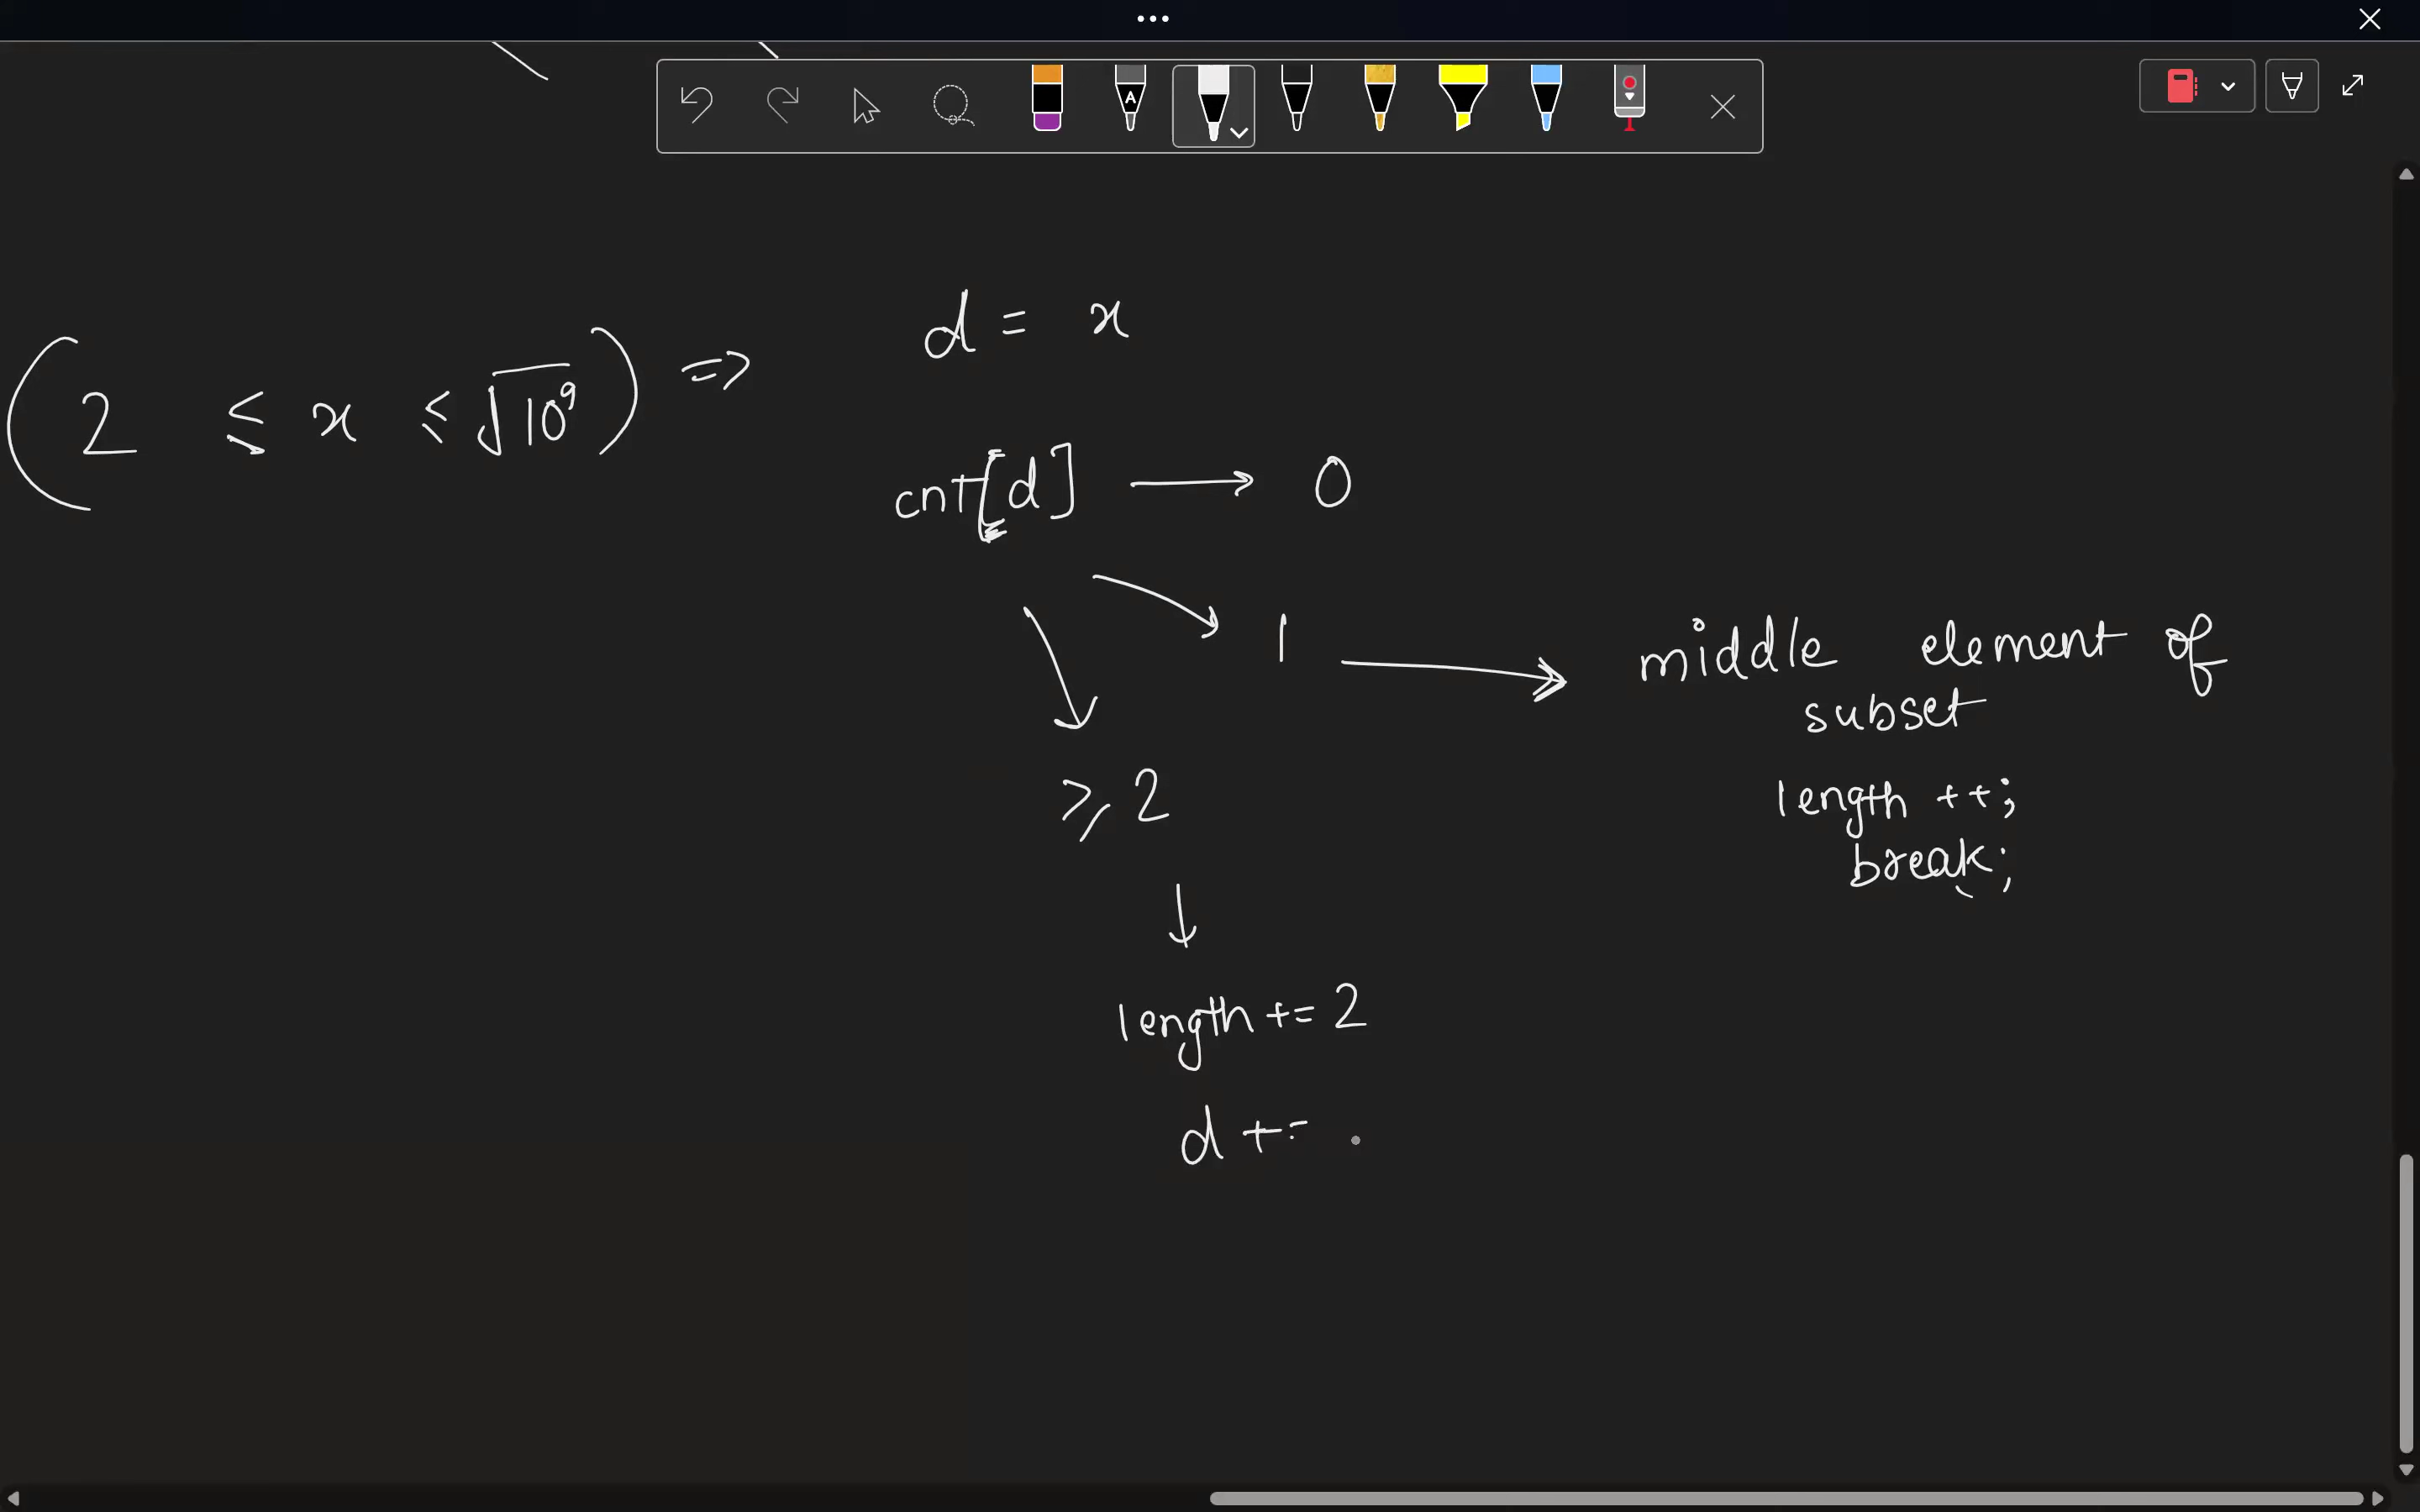 d = x
(2 ≤ x ≤ √10⁹) ⇒
cnt[d] → 0
1
middle element of
subset
≥ 2
length ++;
break;
length += 2
d +=